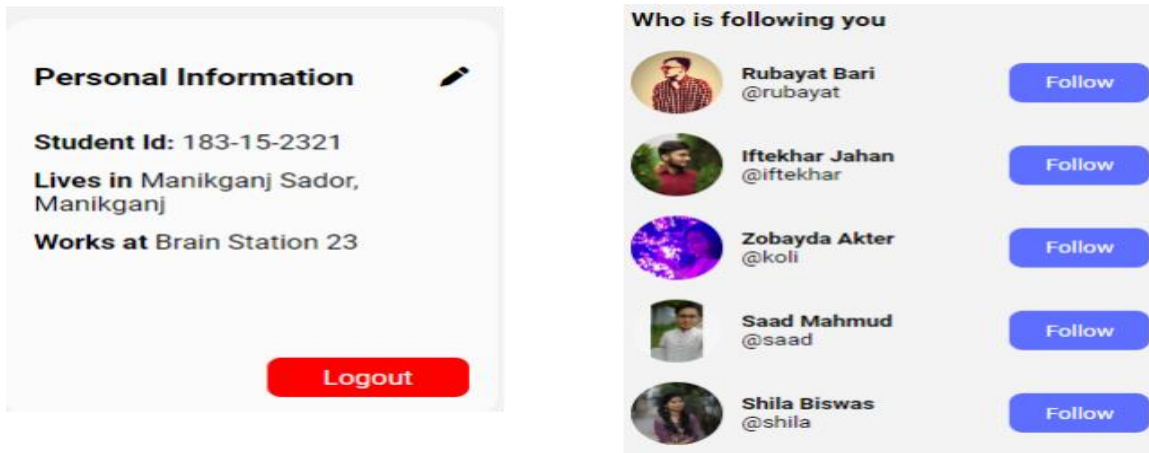 Personal Information
Student Id: 183-15-2321
Lives in Manikganj Sador,
Manikganj
Works at Brain Station 23
Logout
Who is following you
Rubayat Bari
@rubayat
Follow
Iftekhar Jahan
@iftekhar
Follow
Zobayda Akter
@koli
Follow
Saad Mahmud
@saad
Follow
Shila Biswas
@shila
Follow